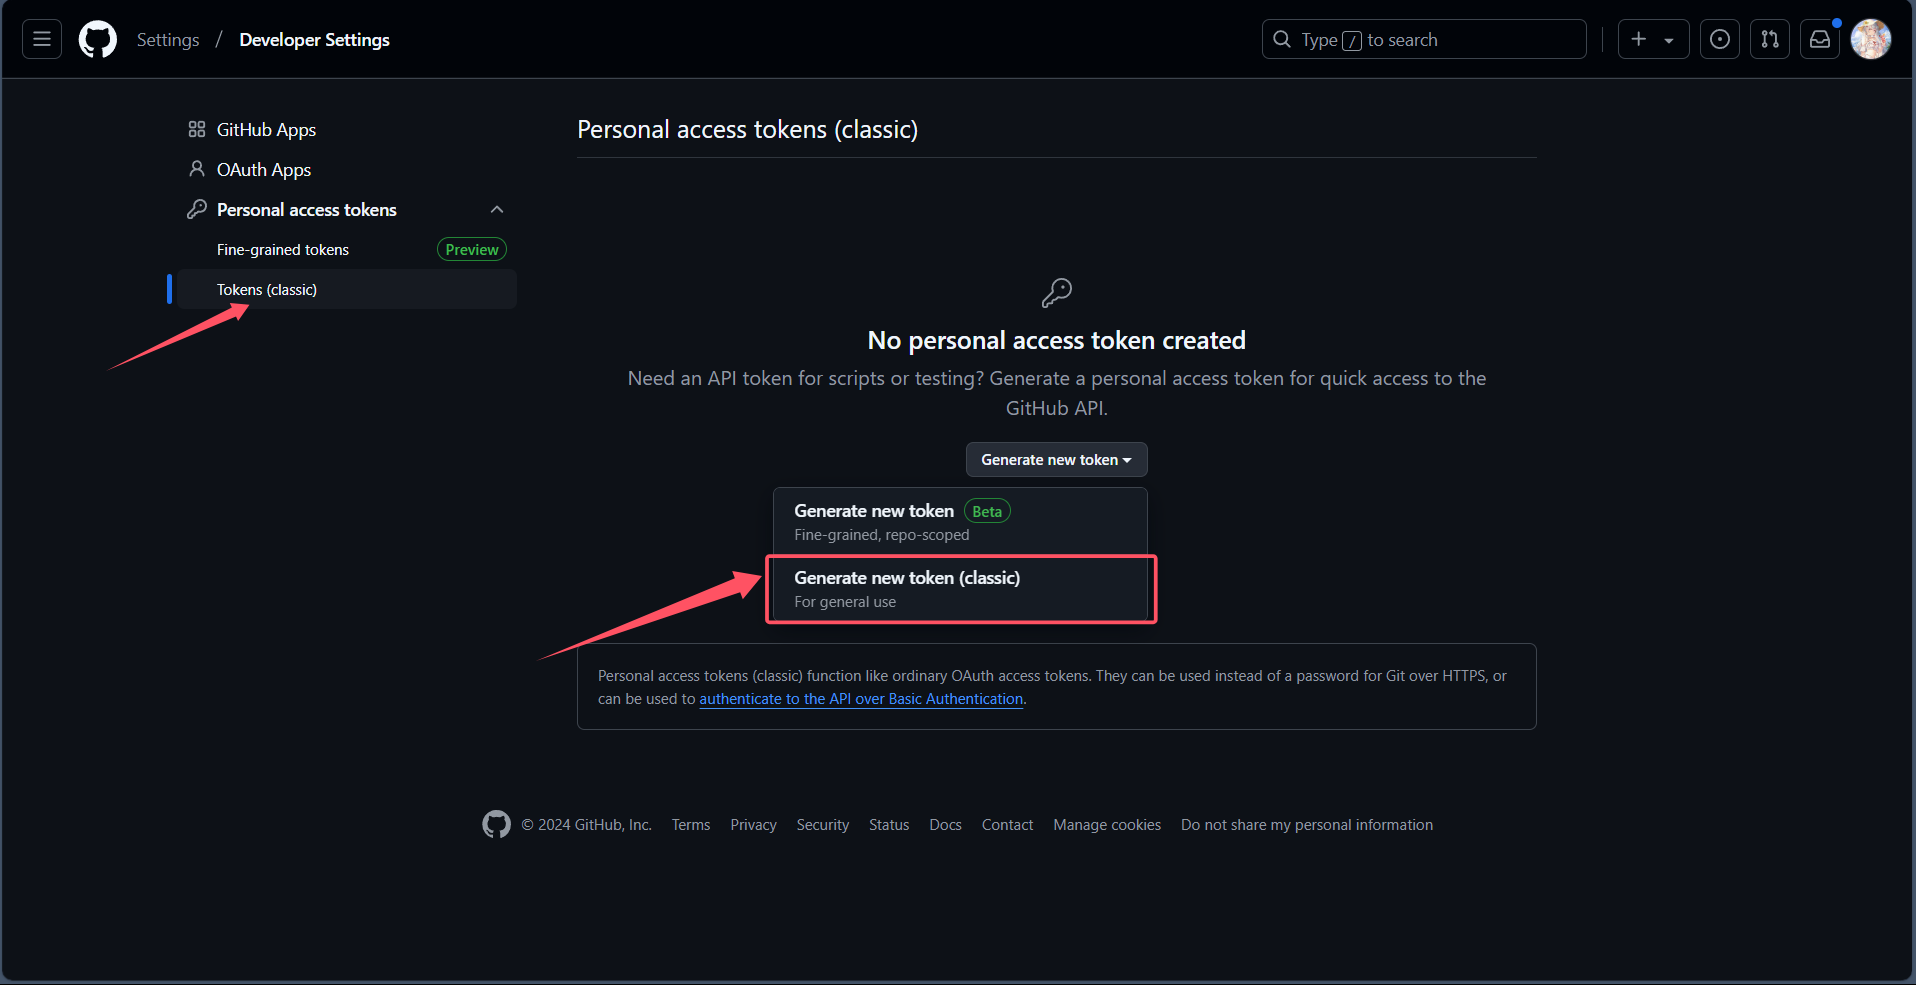 Settings / Developer Settings
Type / to search
GitHub Apps
OAuth Apps
Personal access tokens
Fine-grained tokens Preview
Tokens (classic)
Personal access tokens (classic)
No personal access token created
Need an API token for scripts or testing? Generate a personal access token for quick access to the
GitHub API.
Generate new token
Generate new token Beta
Fine-grained, repo-scoped
Generate new token (classic)
For general use
Personal access tokens (classic) function like ordinary OAuth access tokens. They can be used instead of a password for Git over HTTPS, or
can be used to authenticate to the API over Basic Authentication.
© 2024 GitHub, Inc. Terms Privacy Security Status Docs Contact Manage cookies Do not share my personal information